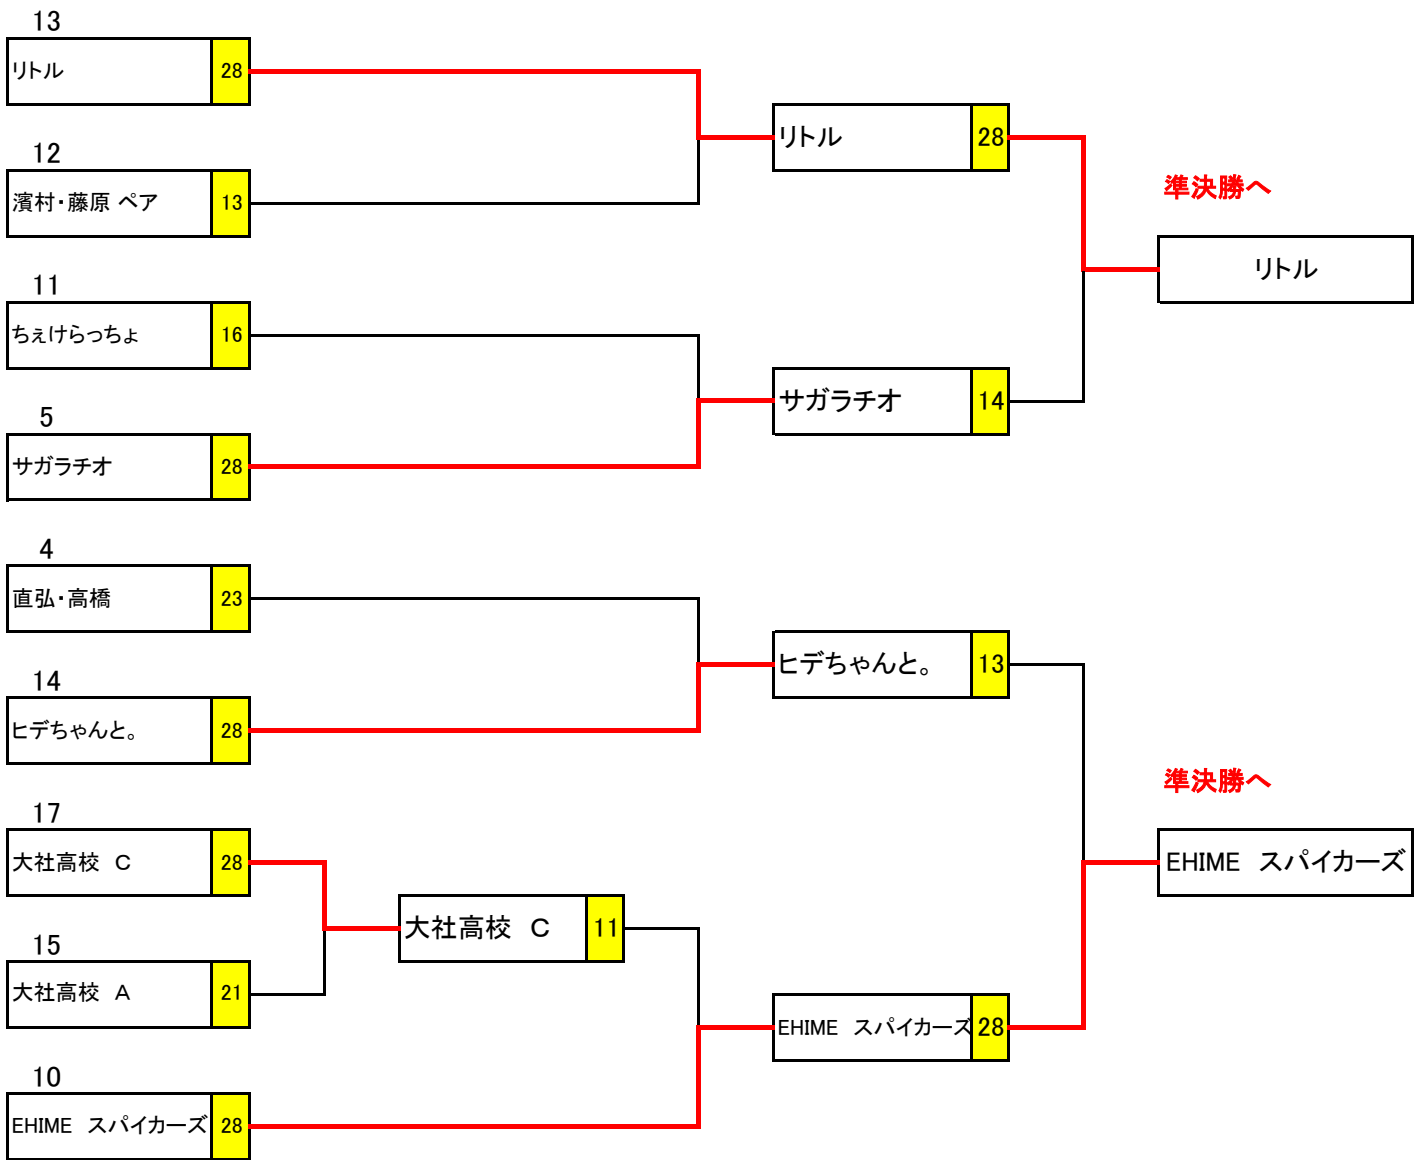 13
リトル 28
12
濱村・藤原 ペア 13
11
ちぇけらっちょ 16
5
サガラチオ 28
4
直弘・高橋 23
14
ヒデちゃんと。 28
17
大社高校　C 28
15
大社高校　A 21
10
EHIME　スパイカーズ 28
大社高校　C 11
リトル 28
サガラチオ 14
ヒデちゃんと。 13
EHIME　スパイカーズ 28
準決勝へ
リトル
準決勝へ
EHIME　スパイカーズ